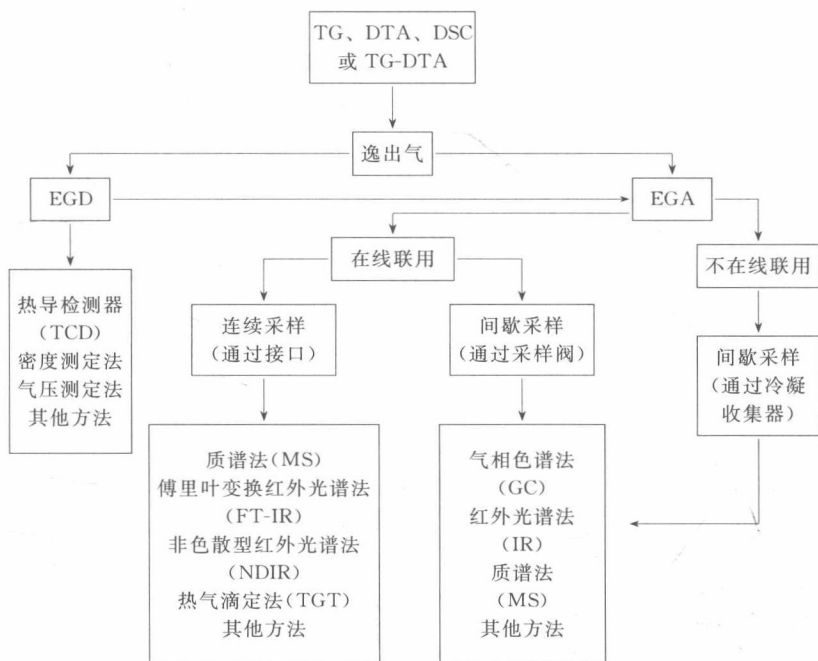 TG、DTA、DSC
或 TG-DTA
逸出气
EGD
EGA
在线联用
不在线联用
热导检测器
(TCD)
密度测定法
气压测定法
其他方法
连续采样
(通过接口)
间歇采样
(通过采样阀)
间歇采样
(通过冷凝
收集器)
质谱法(MS)
傅里叶变换红外光谱法
(FT-IR)
非色散型红外光谱法
(NDIR)
热气滴定法(TGT)
其他方法
气相色谱法
(GC)
红外光谱法
(IR)
质谱法
(MS)
其他方法